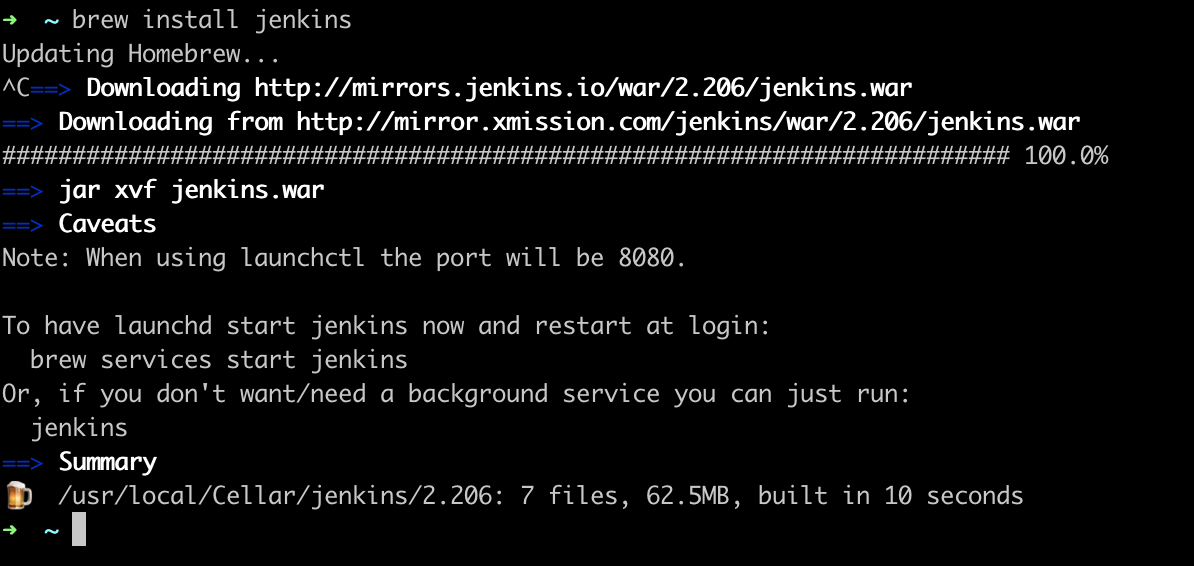 ➜  ~ brew install jenkins
Updating Homebrew...
^C==> Downloading http://mirrors.jenkins.io/war/2.206/jenkins.war
==> Downloading from http://mirror.xmission.com/jenkins/war/2.206/jenkins.war
######################################################################## 100.0%
==> jar xvf jenkins.war
==> Caveats
Note: When using launchctl the port will be 8080.

To have launchd start jenkins now and restart at login:
  brew services start jenkins
Or, if you don't want/need a background service you can just run:
  jenkins
==> Summary
🍺  /usr/local/Cellar/jenkins/2.206: 7 files, 62.5MB, built in 10 seconds
➜  ~